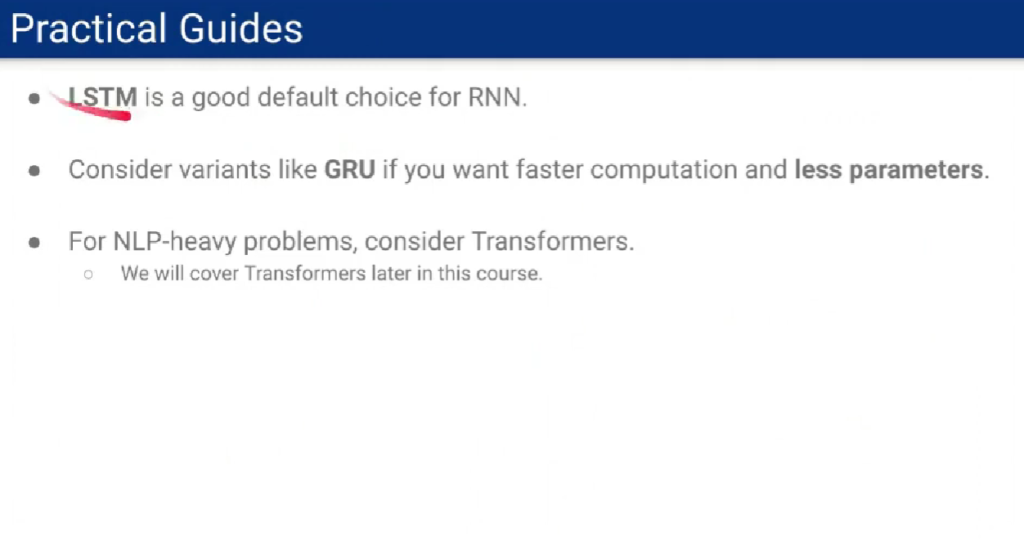 Practical Guides
● LSTM is a good default choice for RNN.
● Consider variants like GRU if you want faster computation and less parameters.
● For NLP-heavy problems, consider Transformers.
○ We will cover Transformers later in this course.